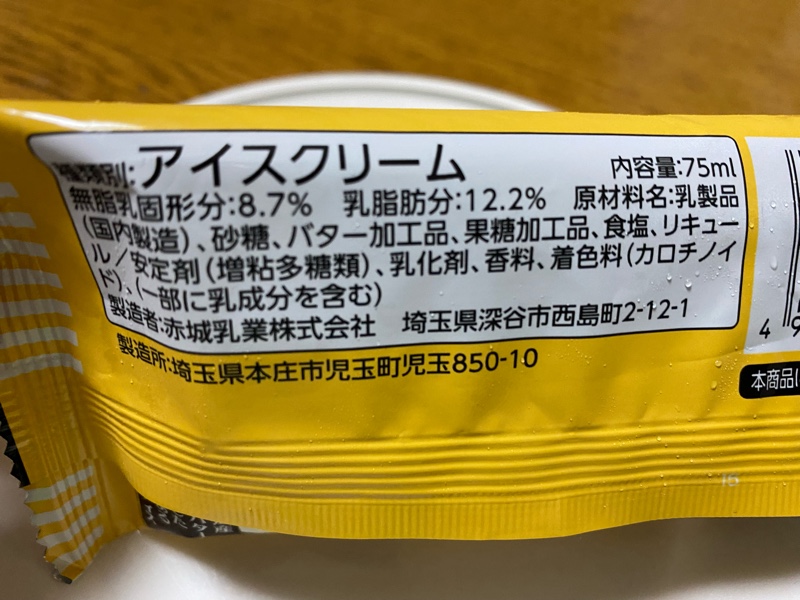 種類別:アイスクリーム 内容量:75ml
無脂乳固形分:8.7% 乳脂肪分:12.2% 原材料名:乳製品
(国内製造)、砂糖、バター加工品、果糖加工品、食塩、リキュー
ル/安定剤(増粘多糖類)、乳化剤、香料、着色料(カロチノイ
ド)、(一部に乳成分を含む)
製造者:赤城乳業株式会社 埼玉県深谷市西島町2-12-1
製造所:埼玉県本庄市児玉町児玉850-10
4 9
本商品に
16